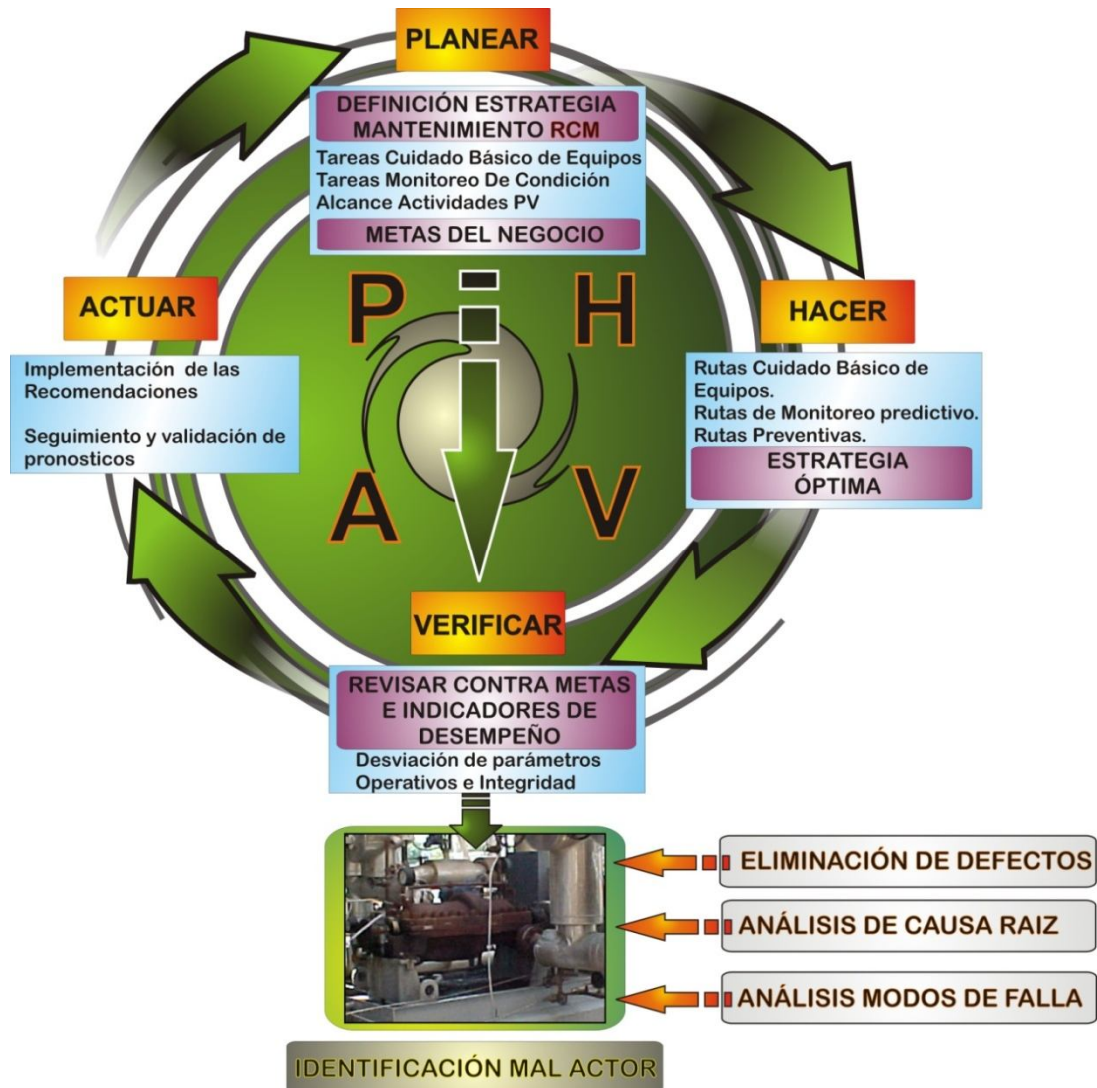 PLANEAR
DEFINICIÓN ESTRATEGIA
MANTENIMIENTO RCM
Tareas Cuidado Básico de Equipos
Tareas Monitoreo De Condición
Alcance Actividades PV
METAS DEL NEGOCIO
P
H
A
V
HACER
Rutas Cuidado Básico de
Equipos.
Rutas de Monitoreo predictivo.
Rutas Preventivas.
ESTRATEGIA
ÓPTIMA
VERIFICAR
REVISAR CONTRA METAS
E INDICADORES DE
DESEMPEÑO
Desviación de parámetros
Operativos e Integridad
ACTUAR
Implementación de las
Recomendaciones
Seguimiento y validación de
pronosticos
ELIMINACIÓN DE DEFECTOS
ANÁLISIS DE CAUSA RAIZ
ANÁLISIS MODOS DE FALLA
IDENTIFICACIÓN MAL ACTOR